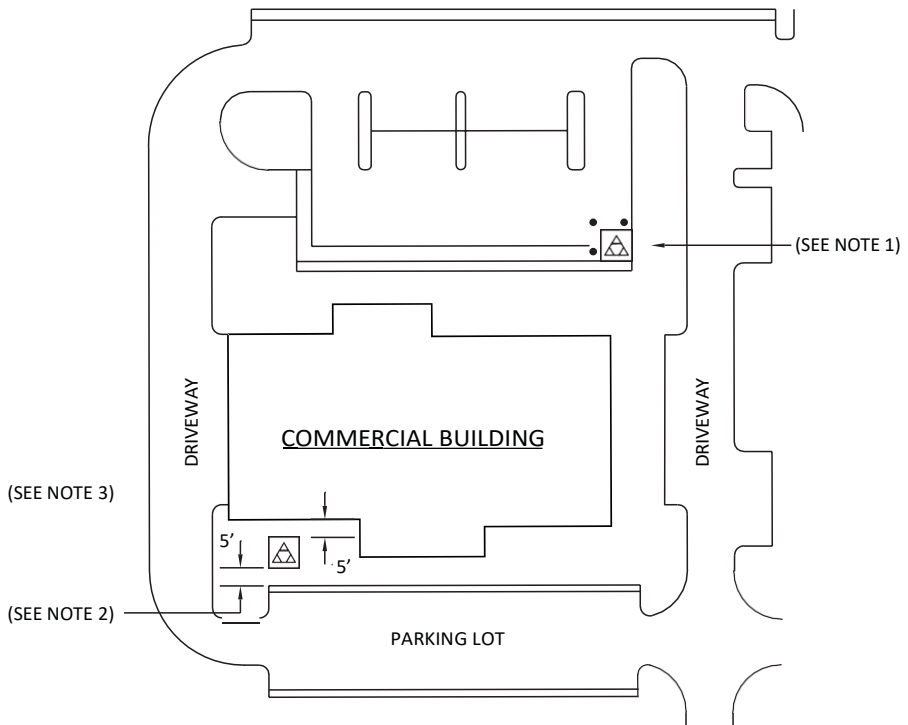 (SEE NOTE 1)
DRIVEWAY
DRIVEWAY
COMMERCIAL BUILDING
(SEE NOTE 3)
5'
5'
(SEE NOTE 2)
PARKING LOT